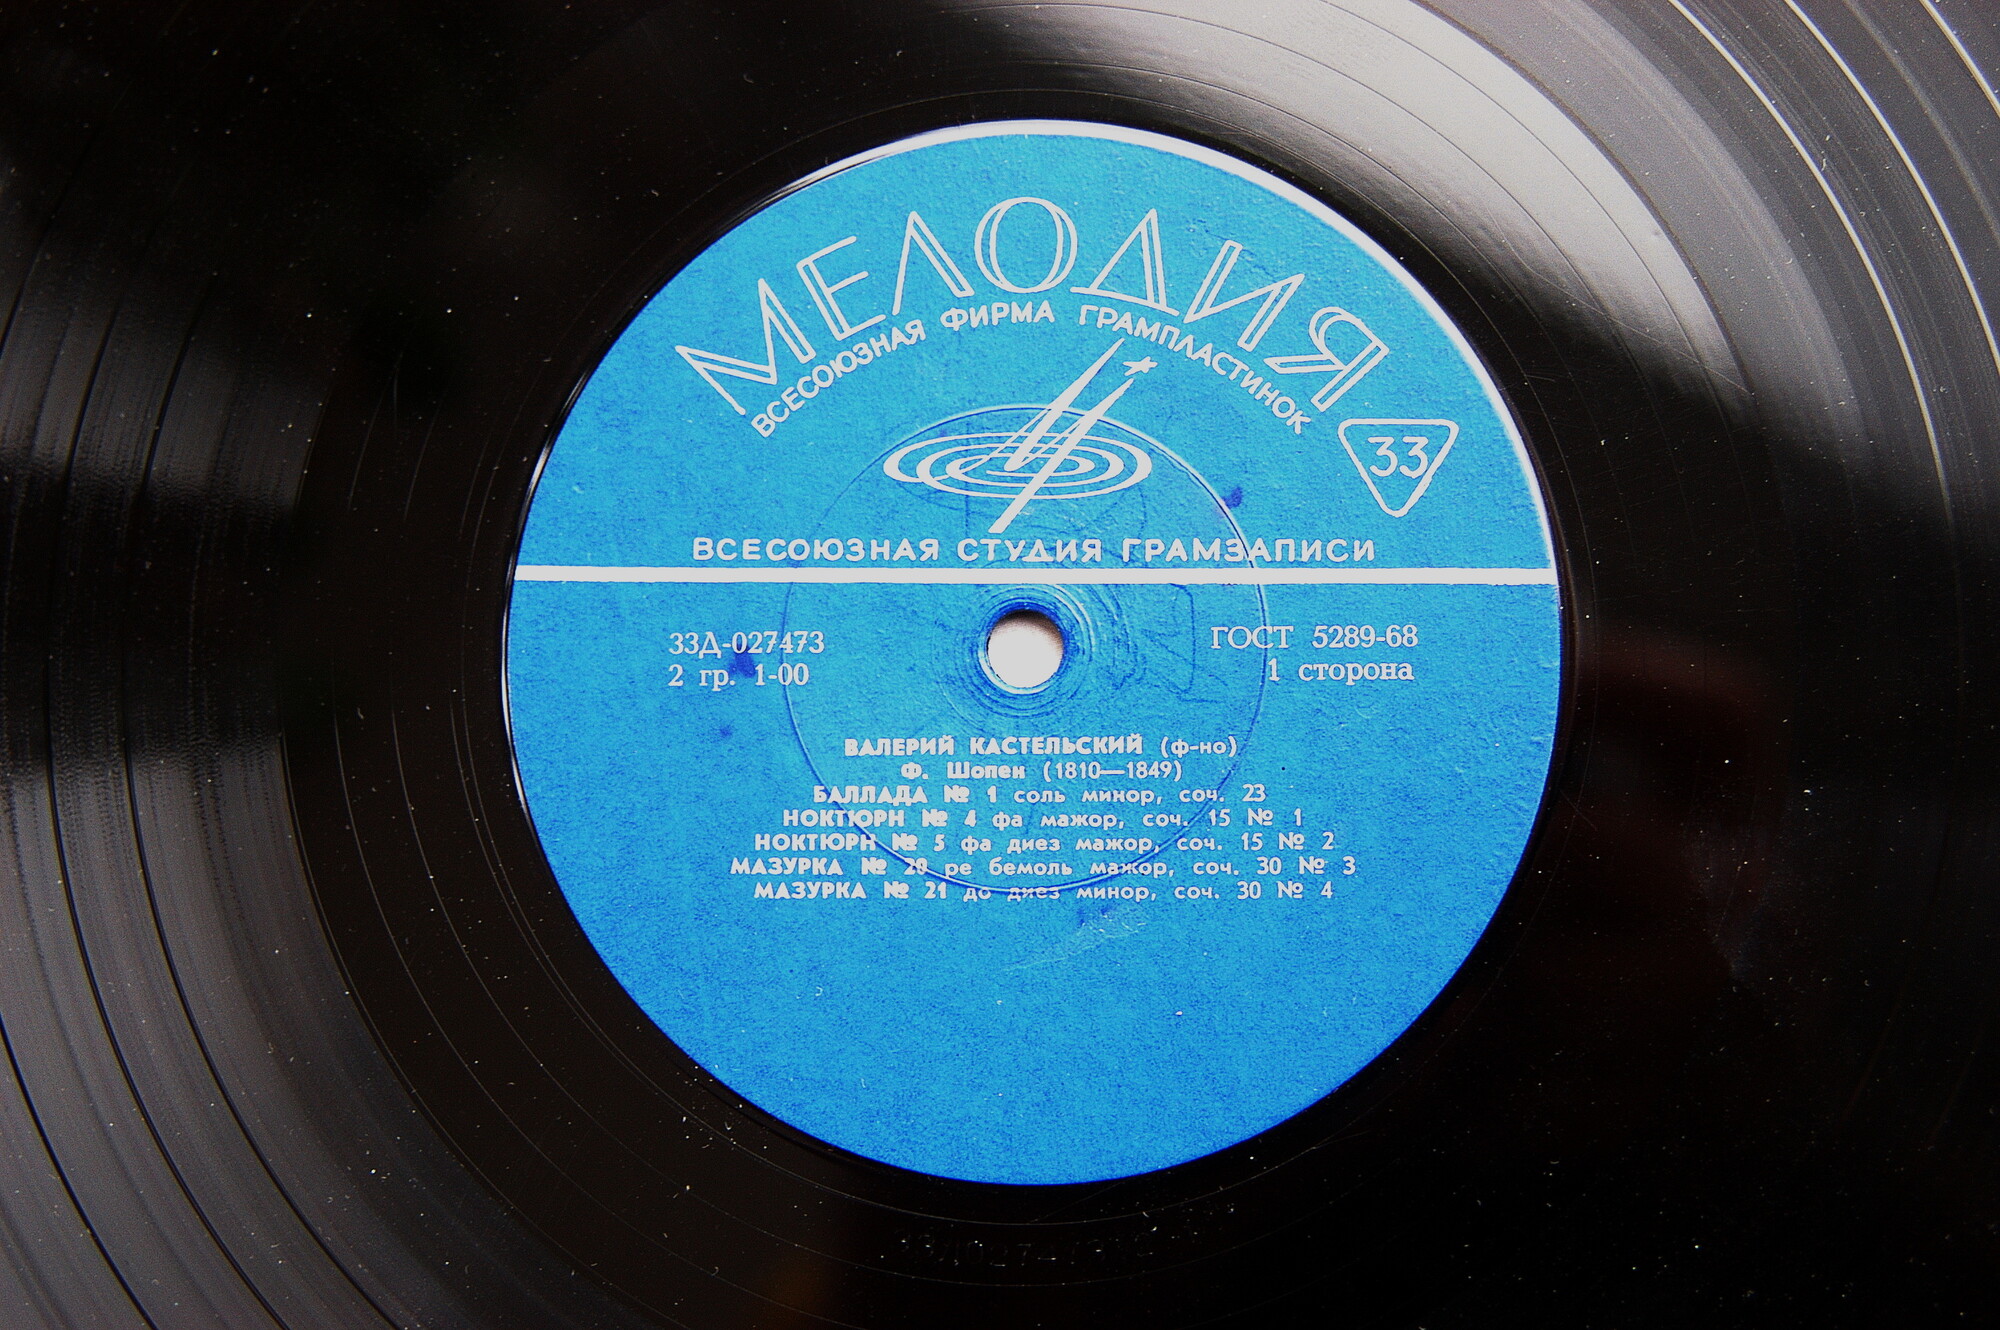 МЕЛОДИЯ
ВСЕСОЮЗНАЯ ФИРМА ГРАМПЛАСТИНОК
33
ВСЕСОЮЗНАЯ СТУДИЯ ГРАМЗАПИСИ
33Д-027473
2 гр. 1-00
ГОСТ 5289-68
1 сторона
ВАЛЕРИЙ КАСТЕЛЬСКИЙ (ф-но)
Ф. Шопен (1810—1849)
БАЛЛАДА № 1 соль минор, соч. 23
НОКТЮРН № 4 фа мажор, соч. 15 № 1
НОКТЮРН № 5 фа диез мажор, соч. 15 № 2
МАЗУРКА № 20 ре бемоль мажор, соч. 30 № 3
МАЗУРКА № 21 до диез минор, соч. 30 № 4